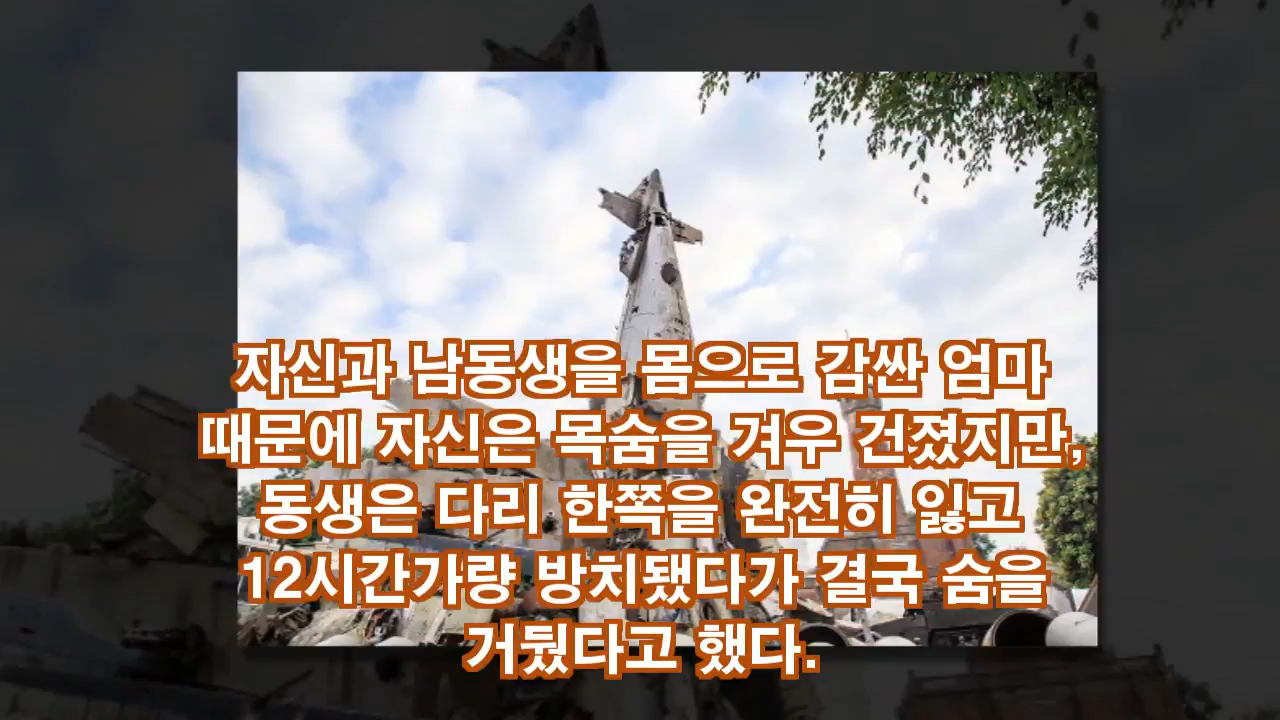 자신과 남동생을 몸으로 감싼 엄마
때문에 자신은 목숨을 겨우 건졌지만,
동생은 다리 한쪽을 완전히 잃고
12시간가량 방치됐다가 결국 숨을
거뒀다고 했다.